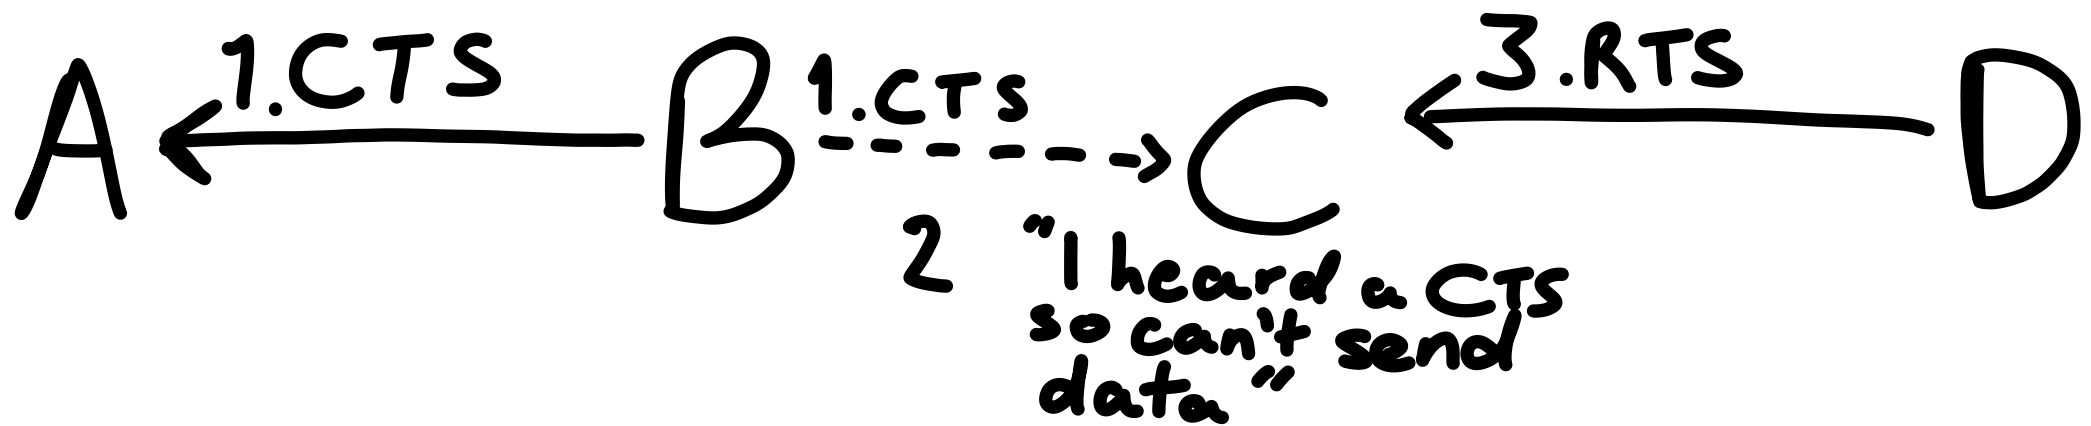 A 1.CTS B 1.CTS C 3.RTS D
2 "I heard a CTS
so can't send
data"